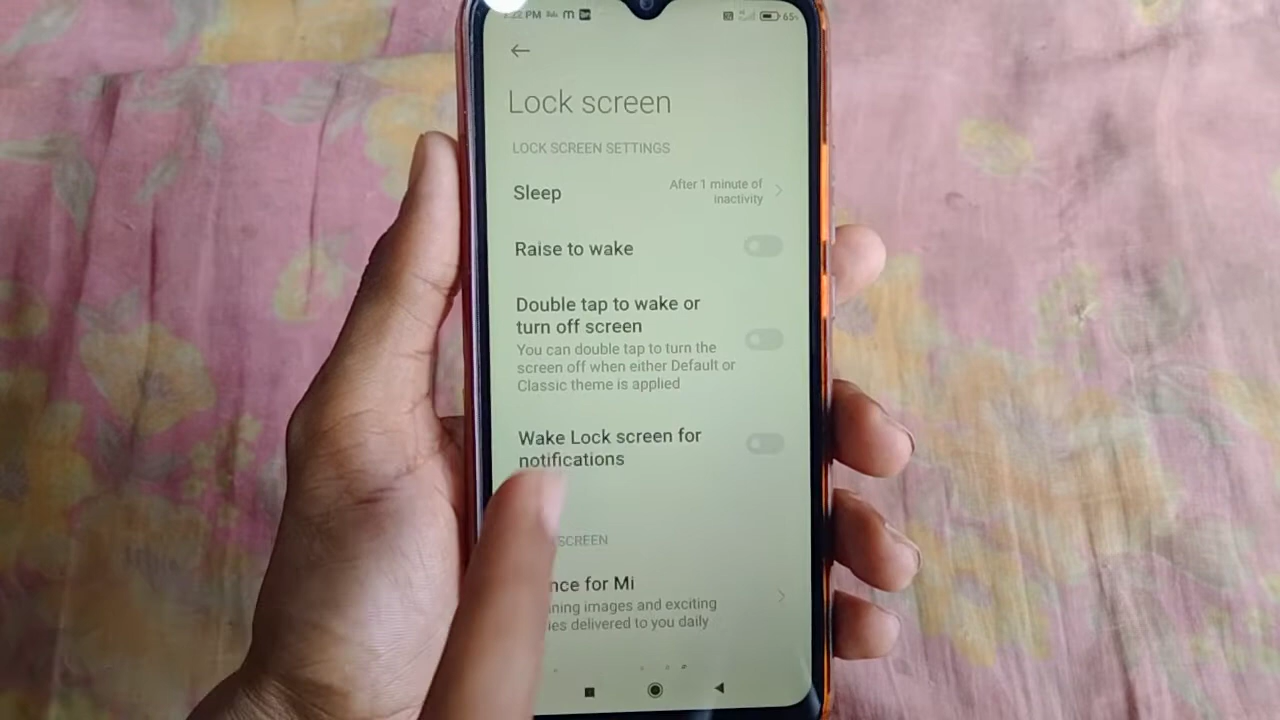 :22 PM
65
Lock screen
LOCK SCREEN SETTINGS
Sleep
After 1 minute of
inactivity
Raise to wake
Double tap to wake or
turn off screen
You can double tap to turn the
screen off when either Default or
Classic theme is applied
Wake Lock screen for
notifications
SCREEN
nce for Mi
ning images and exciting
ies delivered to you daily